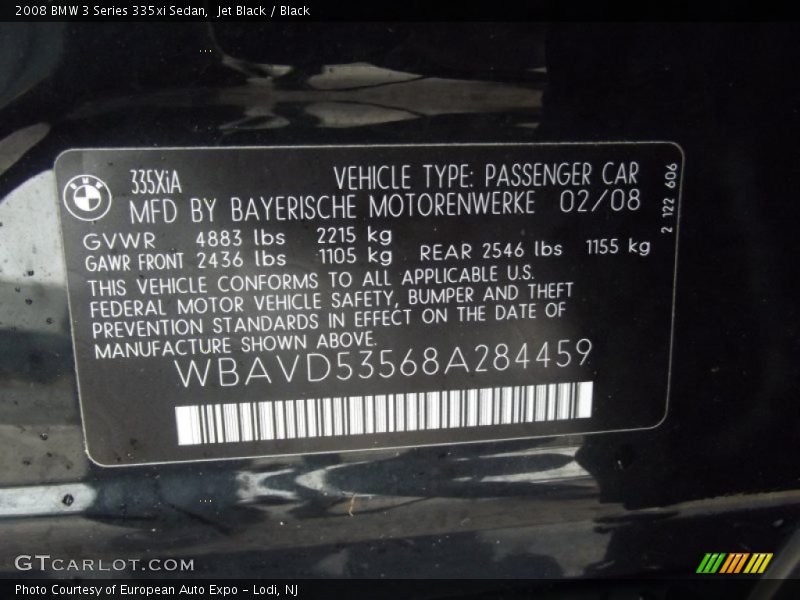 2008 BMW 3 Series 335xi Sedan, Jet Black / Black
BMW
335XiA
VEHICLE TYPE: PASSENGER CAR
MFD BY BAYERISCHE MOTORENWERKE 02/08
GVWR 4883 lbs 2215 kg
GAWR FRONT 2436 lbs 1105 kg REAR 2546 lbs 1155 kg
THIS VEHICLE CONFORMS TO ALL APPLICABLE U.S.
FEDERAL MOTOR VEHICLE SAFETY, BUMPER AND THEFT
PREVENTION STANDARDS IN EFFECT ON THE DATE OF
MANUFACTURE SHOWN ABOVE.
WBAVD53568A284459
2 122 606
GTCARLOT.COM
Photo Courtesy of European Auto Expo - Lodi, NJ